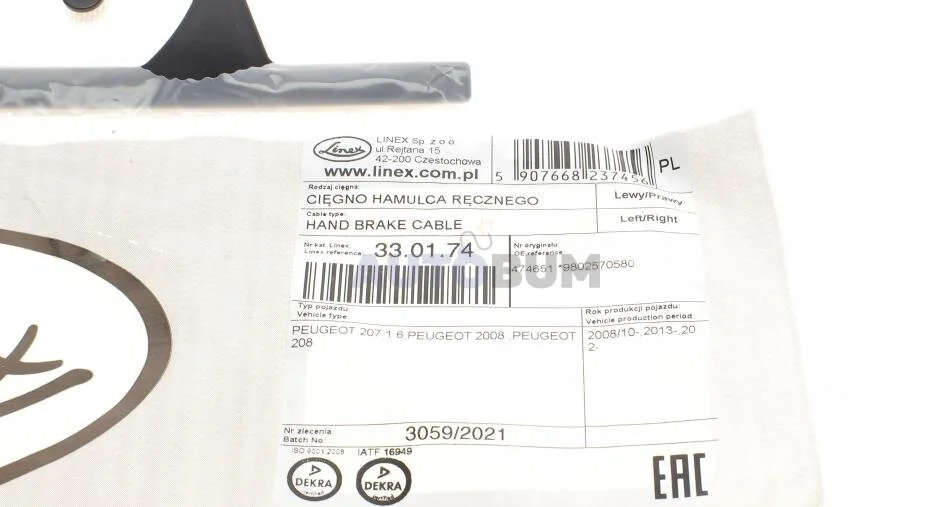 Linex
LINEX Sp. z o o
ul.Rejtana 15
42-200 Czestochowa
www.linex.com.pl
5 907668 237456
PL
Rodzaj cięgna:
CIĘGNO HAMULCA RĘCZNEGO
Lewy/Prawy
Cable type:
HAND BRAKE CABLE
Left/Right
Nr kat. Linex:
Linex reference:
33.01.74
Nr oryginału:
OE reference:
474651 *9802570580
AUTOBUM
Typ pojazdu:
Vehicle type:
Rok produkcji pojazdu:
Vehicle production period:
PEUGEOT 207 1.6,PEUGEOT 2008 ,PEUGEOT
208
2008/10-,2013-,20
2-
Nr zlecenia:
Batch No:
3059/2021
ISO 9001:2008
IATF 16949
DEKRA
DEKRA
EAC